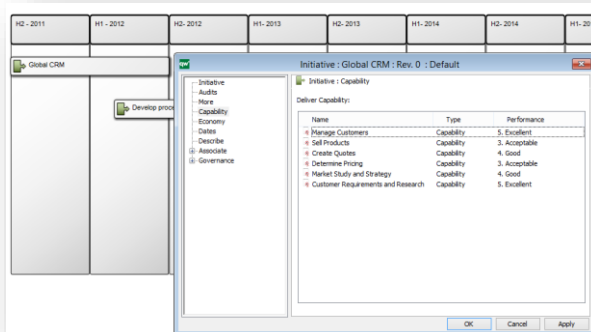 H2 - 2011
H1 - 2012
H2- 2012
H1- 2013
H2- 2013
H1- 2014
H2- 2014
H1- 20
Global CRM
Develop proce
qw
Initiative : Global CRM : Rev. 0 : Default
Initiative
Audits
More
Capability
Economy
Dates
Describe
Associate
Governance
Initiative : Capability
Deliver Capability:
Name Type Performance
Manage Customers Capability 5. Excellent
Sell Products Capability 3. Acceptable
Create Quotes Capability 4. Good
Determine Pricing Capability 3. Acceptable
Market Study and Strategy Capability 4. Good
Customer Requirements and Research Capability 5. Excellent
OK Cancel Apply